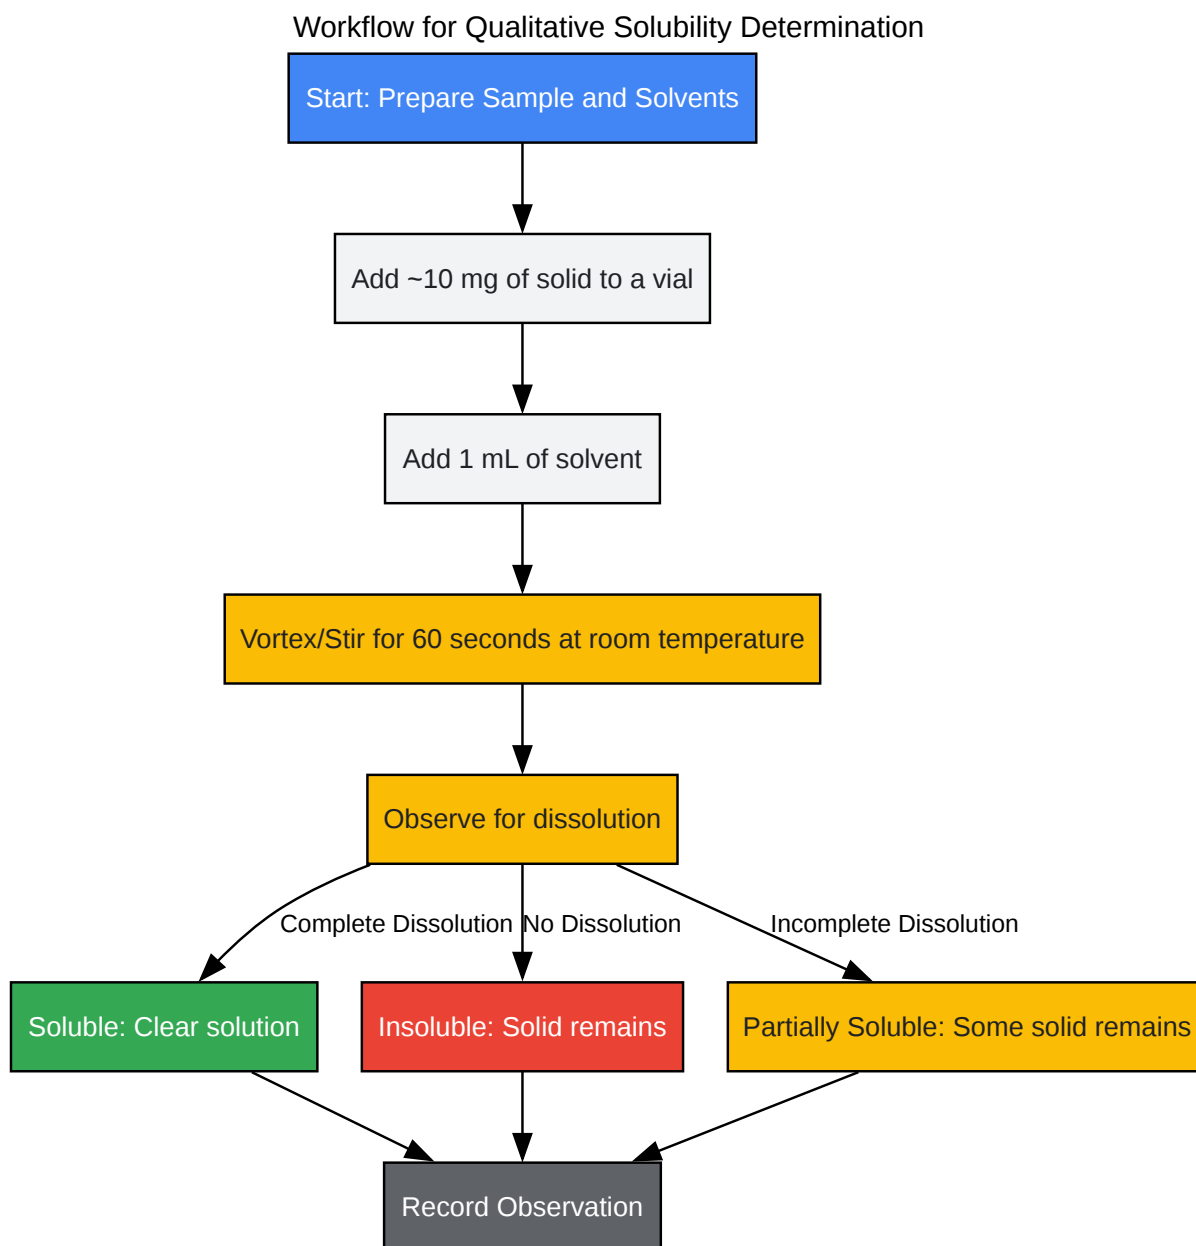 Workflow for Qualitative Solubility Determination
Start: Prepare Sample and Solvents
Add ~10 mg of solid to a vial
Add 1 mL of solvent
Vortex/Stir for 60 seconds at room temperature
Observe for dissolution
Complete Dissolution
No Dissolution
Incomplete Dissolution
Soluble: Clear solution
Insoluble: Solid remains
Partially Soluble: Some solid remains
Record Observation